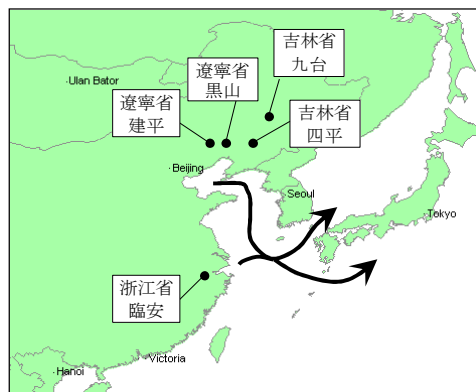 吉林省
九台
遼寧省
黒山
Ulan Bator
遼寧省
建平
吉林省
四平
Beijing
Seoul
Tokyo
浙江省
臨安
Victoria
Hanoi